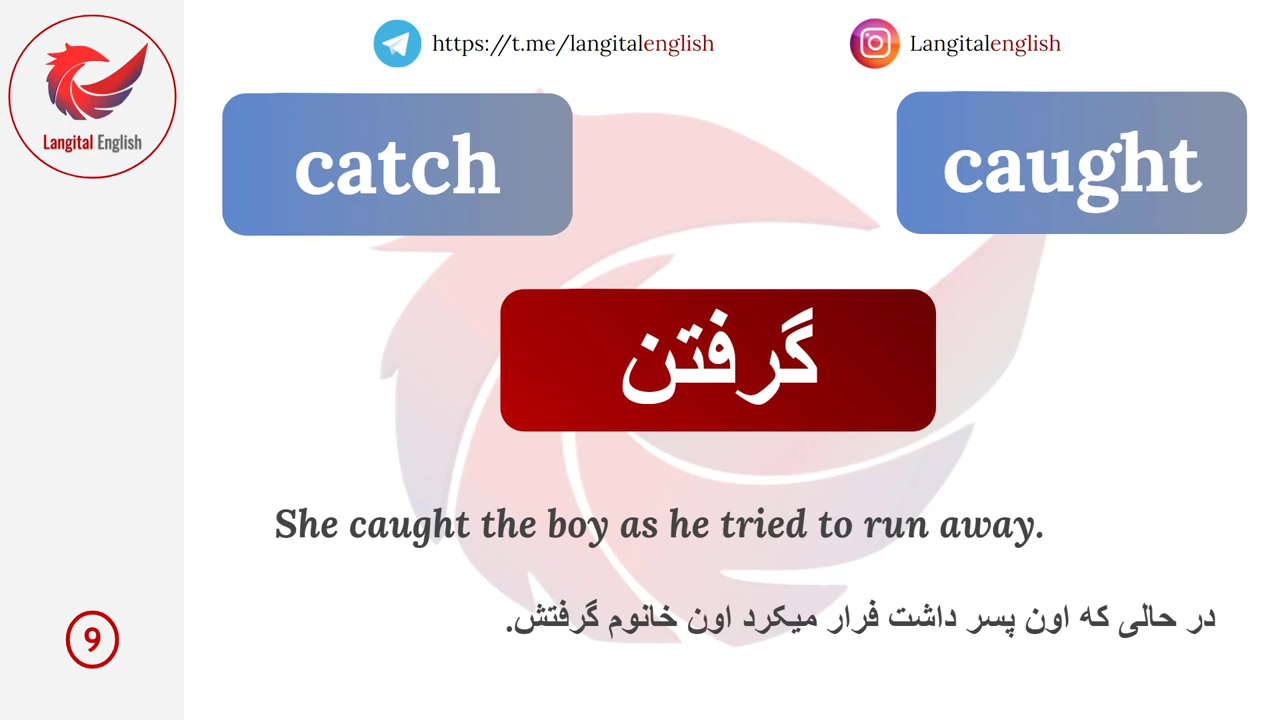 Langital English
https://t.me/langitalenglish
Langitalenglish
catch
caught
گرفتن
She caught the boy as he tried to run away.
در حالی که اون پسر داشت فرار میکرد اون خانوم گرفتش.
9